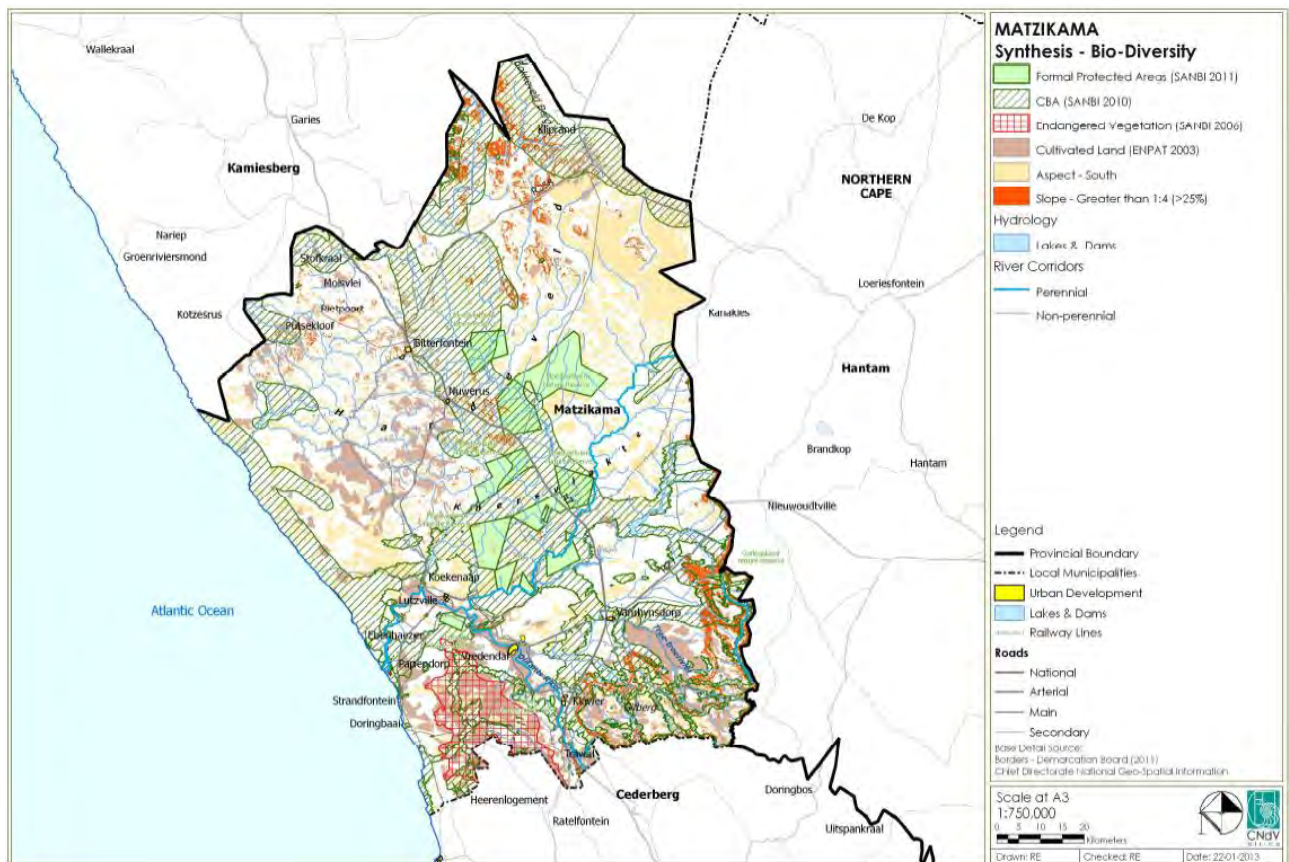 Wallekraal
Garies
Kamiesberg
Nariep
Groenriviersmond
Kotzesrus
Kliprand
De Kop
NORTHERN
CAPE
Loeriesfontein
Kanakies
Hantam
Brandkop
Hantam
Nieuwoudtville
Stofkraal
Molsvlei
Rietpoort
Putsekloof
Bitterfontein
Nuwerus
Matzikama
Koekenaap
Lutzville
Vanrhynsdorp
Ebenhaezer
Vredendal
Papendorp
Strandfontein
Doringbaai
Klawer
Trawal
Atlantic Ocean
Heerenlogement
Cederberg
Ratelfontein
Doringbos
Uitspankraal
MATZIKAMA
Synthesis - Bio-Diversity
Formal Protected Areas (SANBI 2011)
CBA (SANBI 2010)
Endangered Vegetation (SANBI 2006)
Cultivated Land (ENPAT 2003)
Aspect - South
Slope - Greater than 1:4 (>25%)
Hydrology
Lakes & Dams
River Corridors
Perennial
Non-perennial
Legend
Provincial Boundary
Local Municipalities
Urban Development
Lakes & Dams
Railway Lines
Roads
National
Arterial
Main
Secondary
Base Detail Source:
Borders - Demarcation Board (2011)
Chief Directorate National Geo-Spatial Information
Scale at A3
1:750,000
0 5 10 15 20
Kilometers
CNdV
Drawn: RE
Checked: RE
Date: 22-01-2013